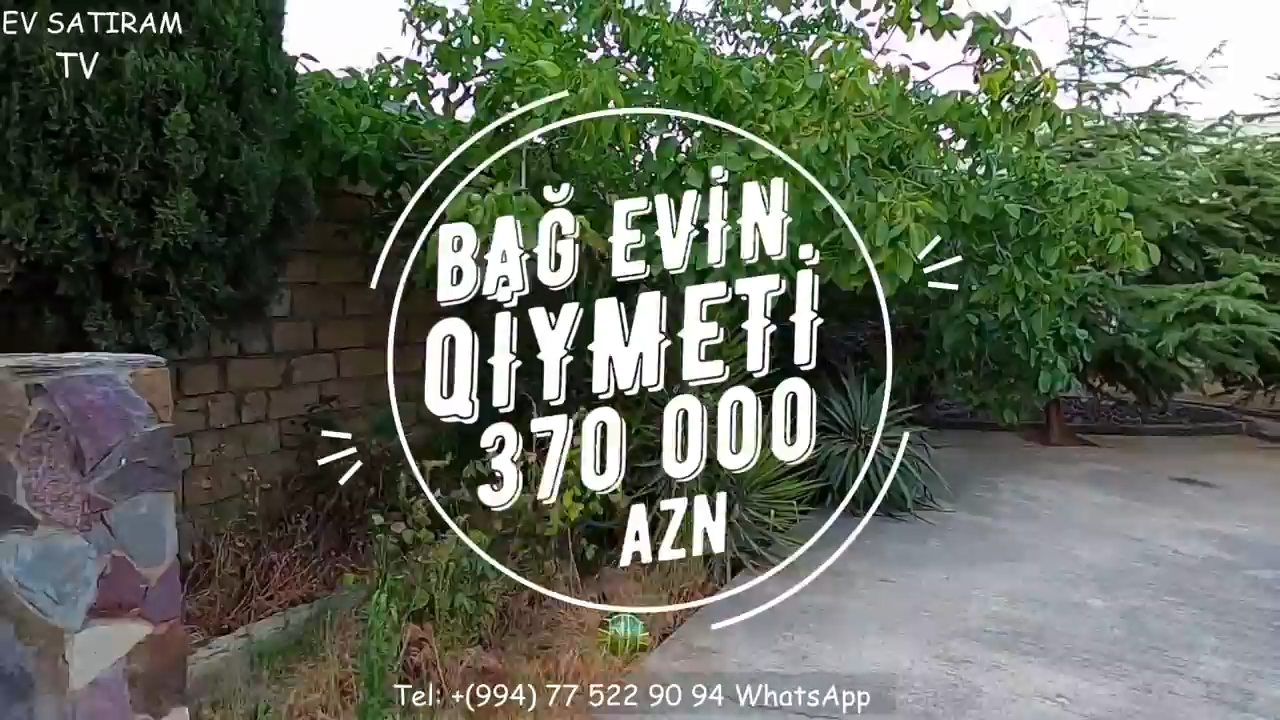 EV SATIRAM
TV
BAĞ EVİN
QİYMETİ
370 000
AZN
Tel: +(994) 77 522 90 94 WhatsApp